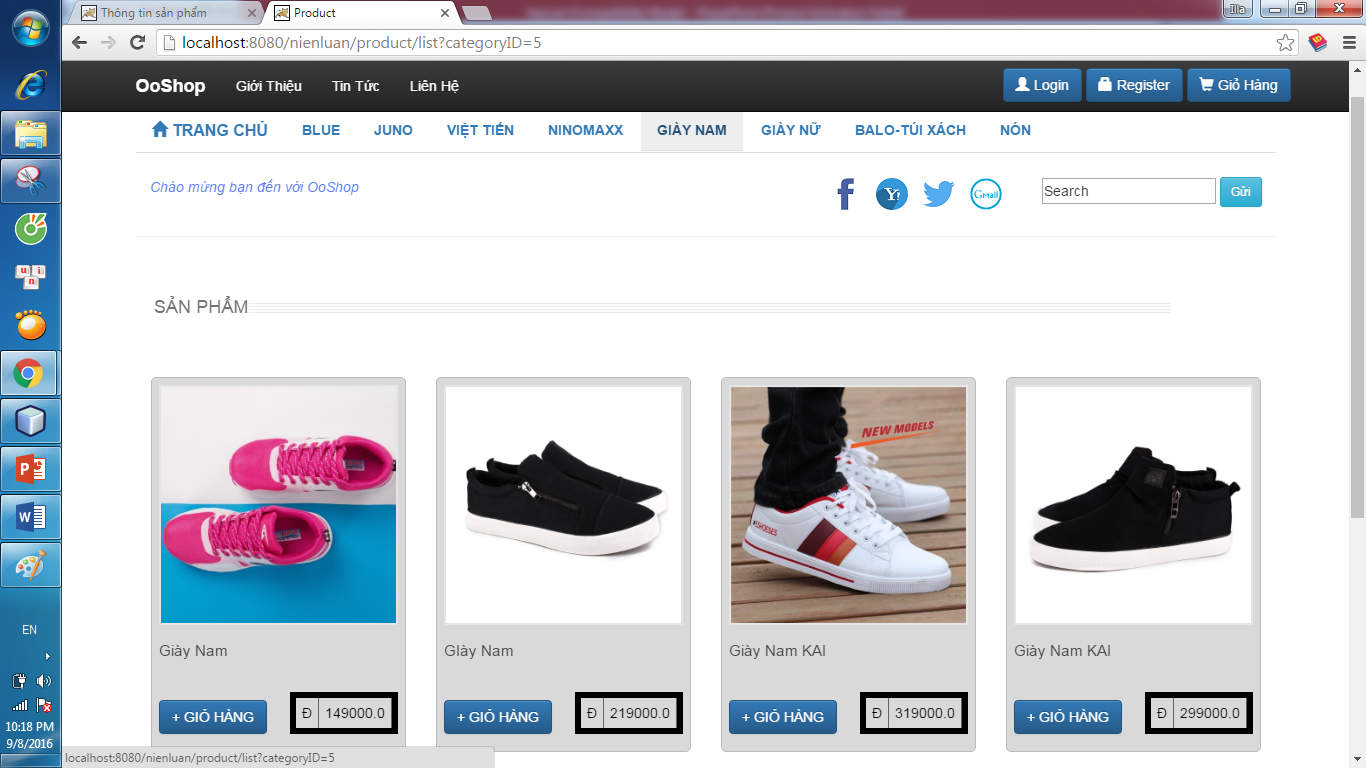 Thông tin sản phẩm
Product
Illa
localhost:8080/nienluan/product/list?categoryID=5
OoShop Giới Thiệu Tin Tức Liên Hệ Login Register Giỏ Hàng
TRANG CHỦ BLUE JUNO VIỆT TIẾN NINOMAXX GIÀY NAM GIÀY NỮ BALO-TÚI XÁCH NÓN
Chào mừng bạn đến với OoShop
Y!
Gmail
Search Gửi
SẢN PHẨM
NEW MODELS
Giày Nam
GIày Nam
Giày Nam KAI
Giày Nam KAI
+ GIỎ HÀNG Đ 149000.0
+ GIỎ HÀNG Đ 219000.0
+ GIỎ HÀNG Đ 319000.0
+ GIỎ HÀNG Đ 299000.0
localhost:8080/nienluan/product/list?categoryID=5
EN
10:18 PM
9/8/2016